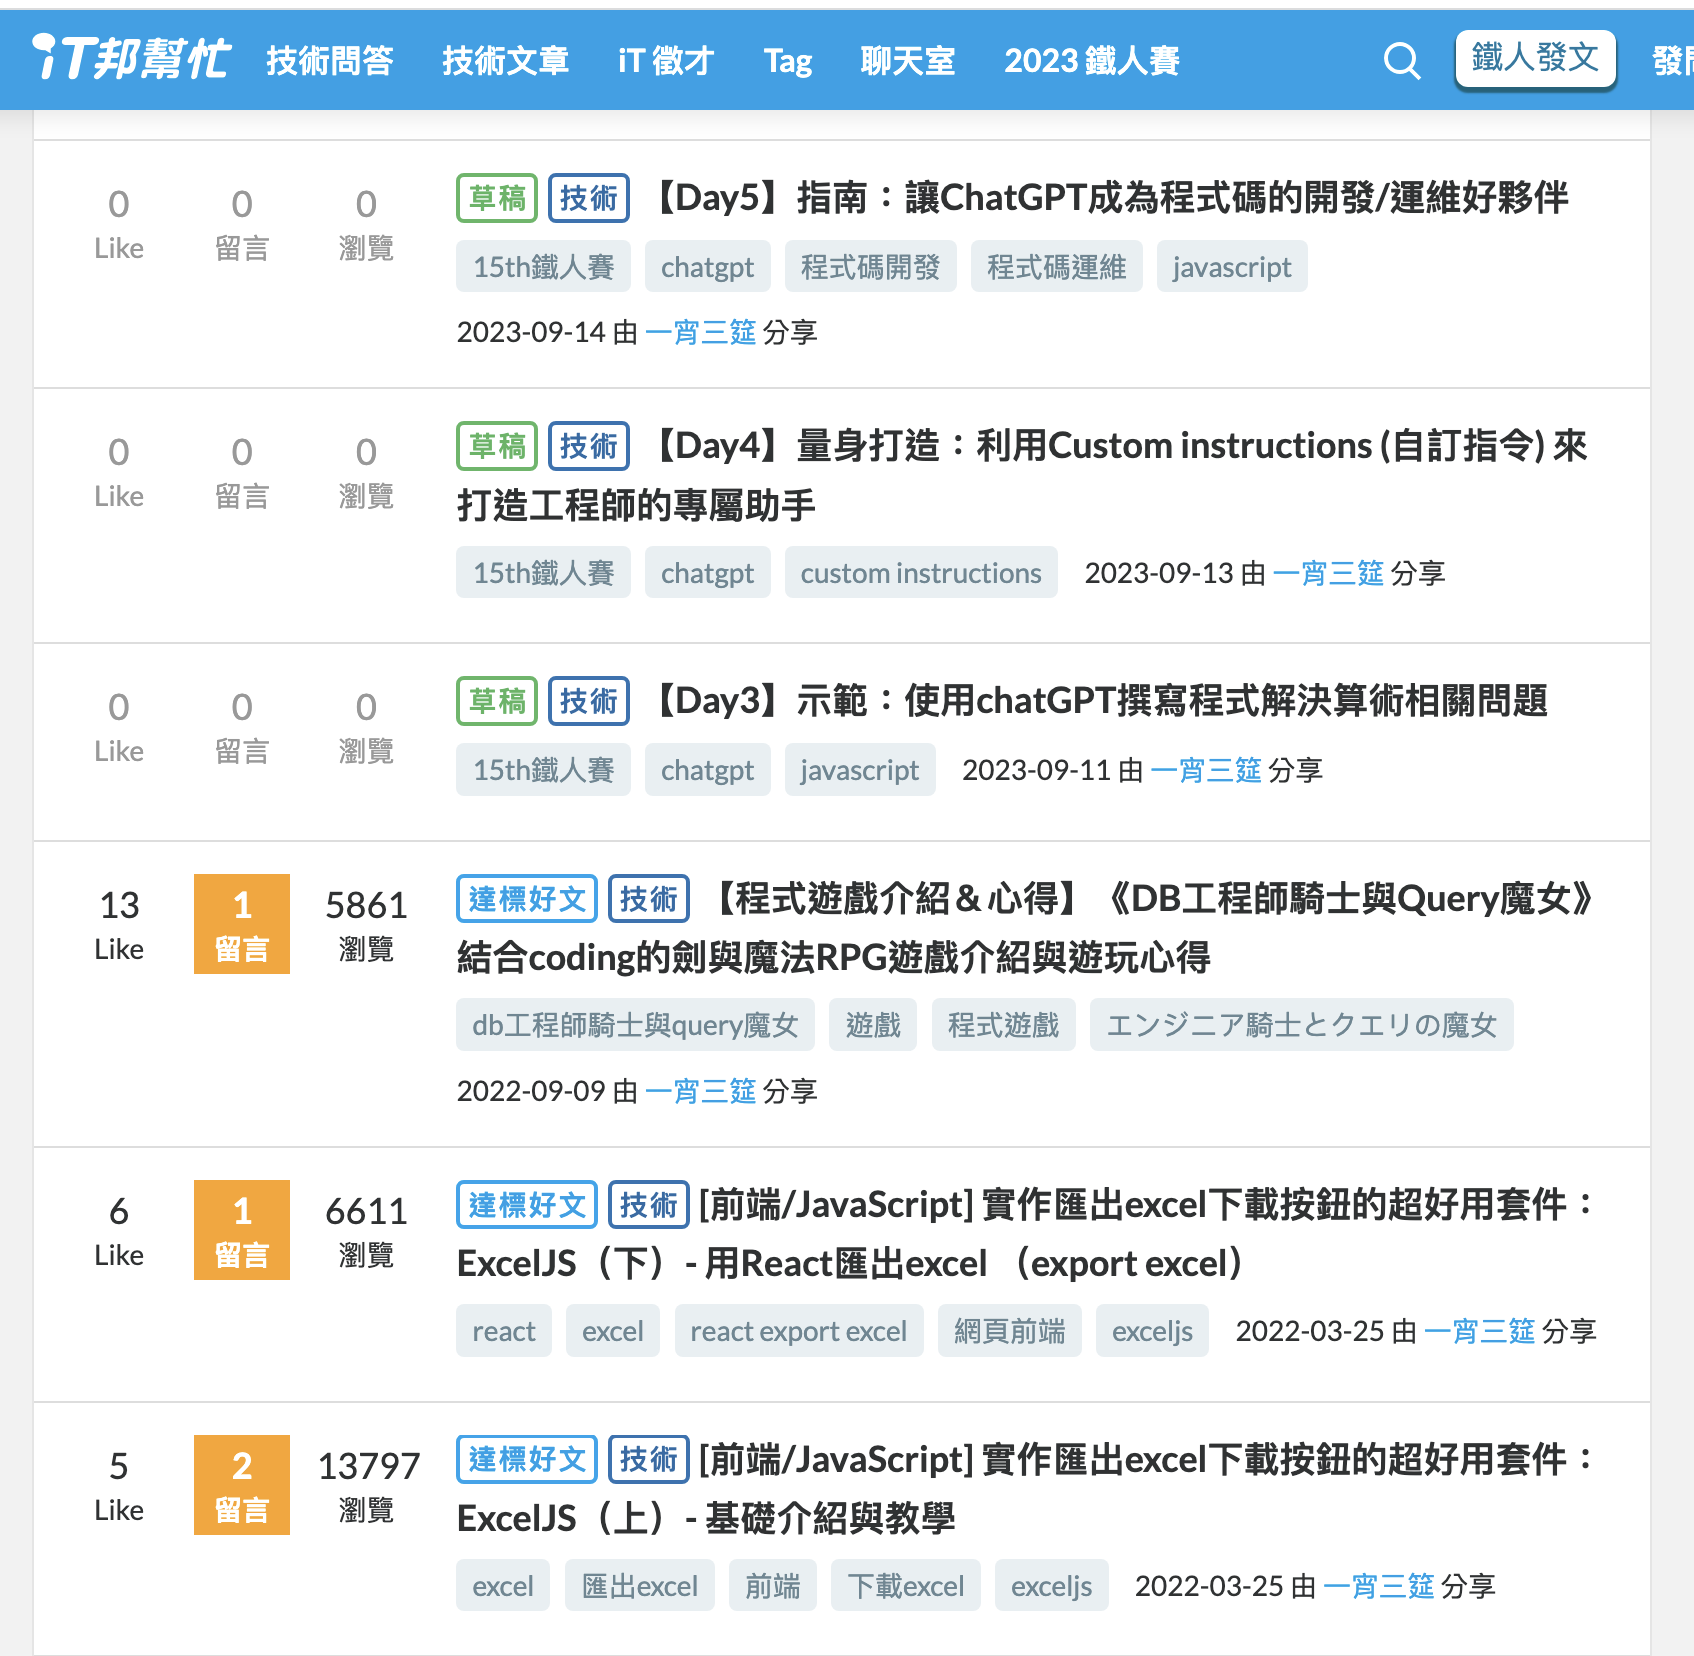 iT邦幫忙 技術問答 技術文章 iT 徵才 Tag 聊天室 2023 鐵人賽 鐵人發文
0 0 0 草稿 技術 【Day5】指南：讓ChatGPT成為程式碼的開發/運維好夥伴
Like 留言 瀏覽
15th鐵人賽 chatgpt 程式碼開發 程式碼運維 javascript
2023-09-14 由 一宵三筵 分享
0 0 0 草稿 技術 【Day4】量身打造：利用Custom instructions (自訂指令) 來
Like 留言 瀏覽 打造工程師的專屬助手
15th鐵人賽 chatgpt custom instructions 2023-09-13 由 一宵三筵 分享
0 0 0 草稿 技術 【Day3】示範：使用chatGPT撰寫程式解決算術相關問題
Like 留言 瀏覽
15th鐵人賽 chatgpt javascript 2023-09-11 由 一宵三筵 分享
13 1 5861 達標好文 技術 【程式遊戲介紹＆心得】《DB工程師騎士與Query魔女》
Like 留言 瀏覽 結合coding的劍與魔法RPG遊戲介紹與遊玩心得
db工程師騎士與query魔女 遊戲 程式遊戲 エンジニア騎士とクエリの魔女
2022-09-09 由 一宵三筵 分享
6 1 6611 達標好文 技術 [前端/JavaScript] 實作匯出excel下載按鈕的超好用套件：
Like 留言 瀏覽 ExcelJS（下）- 用React匯出excel （export excel）
react excel react export excel 網頁前端 exceljs 2022-03-25 由 一宵三筵 分享
5 2 13797 達標好文 技術 [前端/JavaScript] 實作匯出excel下載按鈕的超好用套件：
Like 留言 瀏覽 ExcelJS（上）- 基礎介紹與教學
excel 匯出excel 前端 下載excel exceljs 2022-03-25 由 一宵三筵 分享